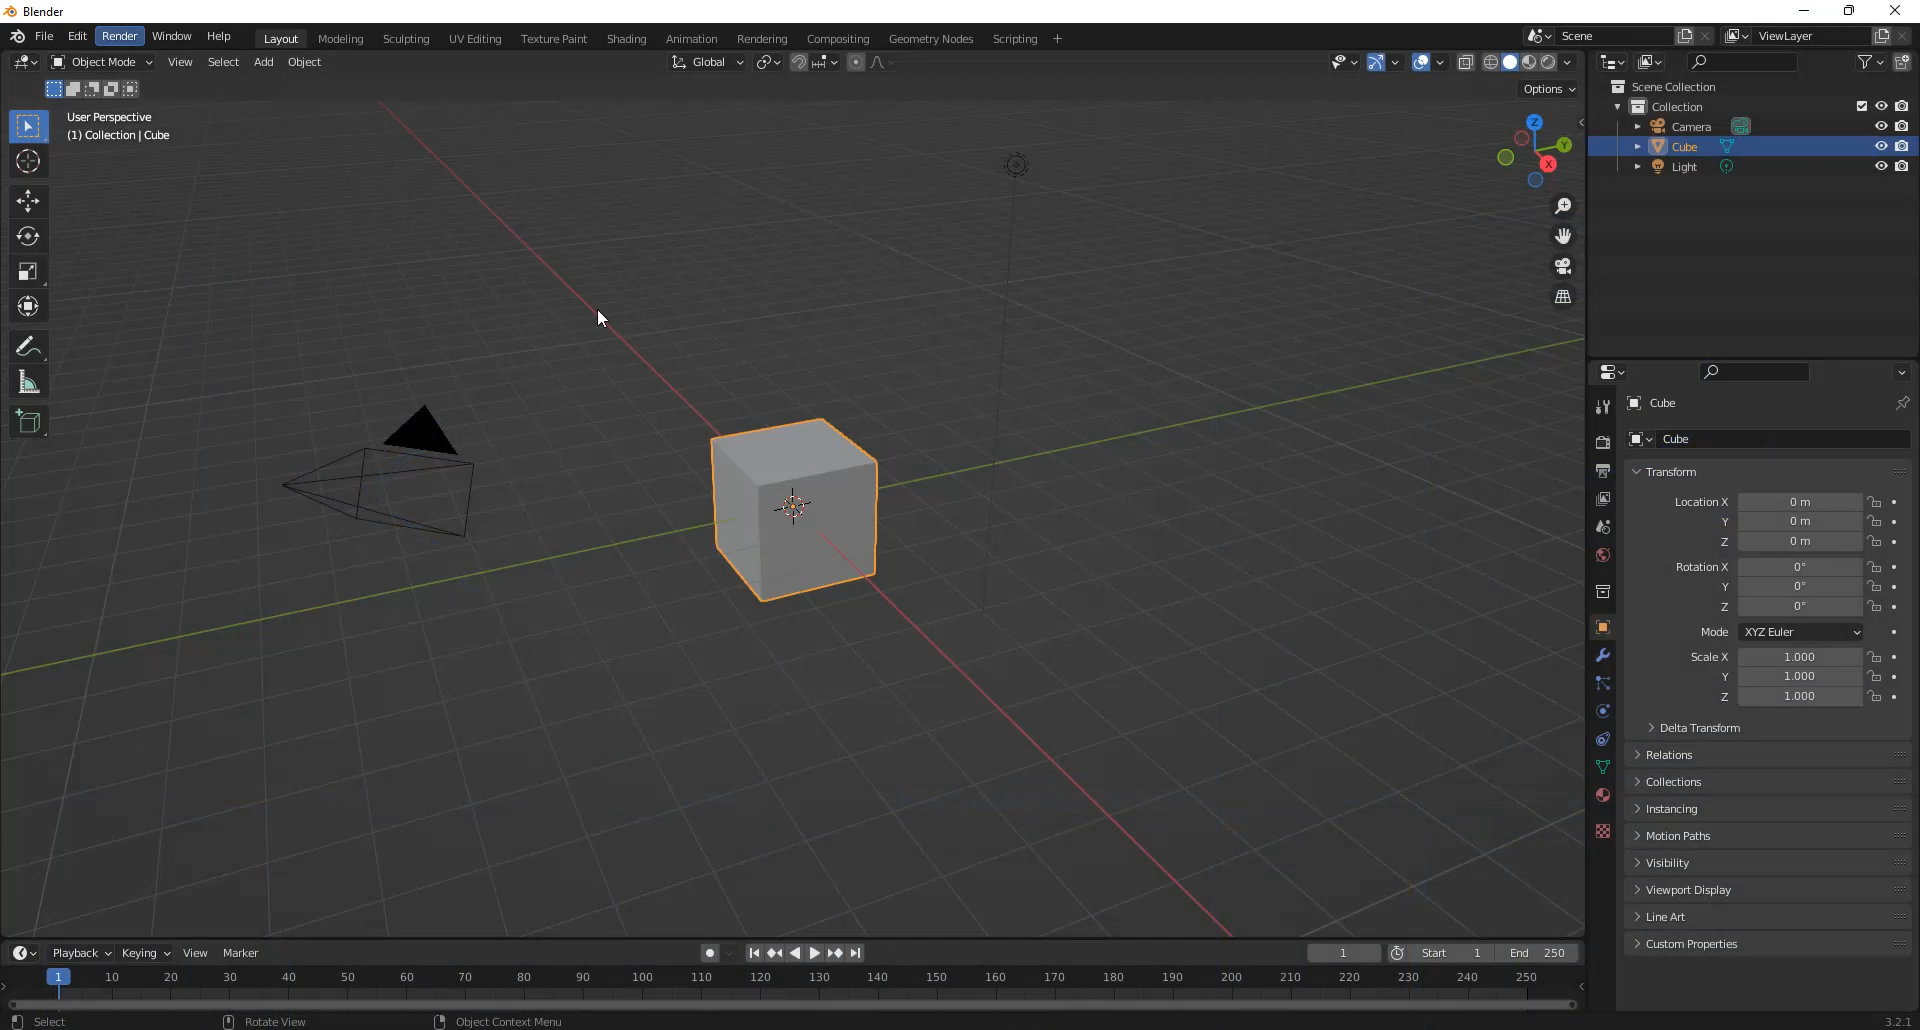 Blender
File Edit Render Window Help Layout Modeling Sculpting UV Editing Texture Paint Shading Animation Rendering Compositing Geometry Nodes Scripting + Scene ViewLayer
Object Mode View Select Add Object Global
Options
User Perspective
(1) Collection | Cube
Z
Y
X
Scene Collection
Collection
Camera
Cube
Light
Cube
Cube
Transform
Location X 0 m
Y 0 m
Z 0 m
Rotation X 0°
Y 0°
Z 0°
Mode XYZ Euler
Scale X 1.000
Y 1.000
Z 1.000
Delta Transform
Relations
Collections
Instancing
Motion Paths
Visibility
Viewport Display
Line Art
Custom Properties
Playback Keying View Marker 1 Start 1 End 250
1 10 20 30 40 50 60 70 80 90 100 110 120 130 140 150 160 170 180 190 200 210 220 230 240 250
Select Rotate View Object Context Menu 3.2.1